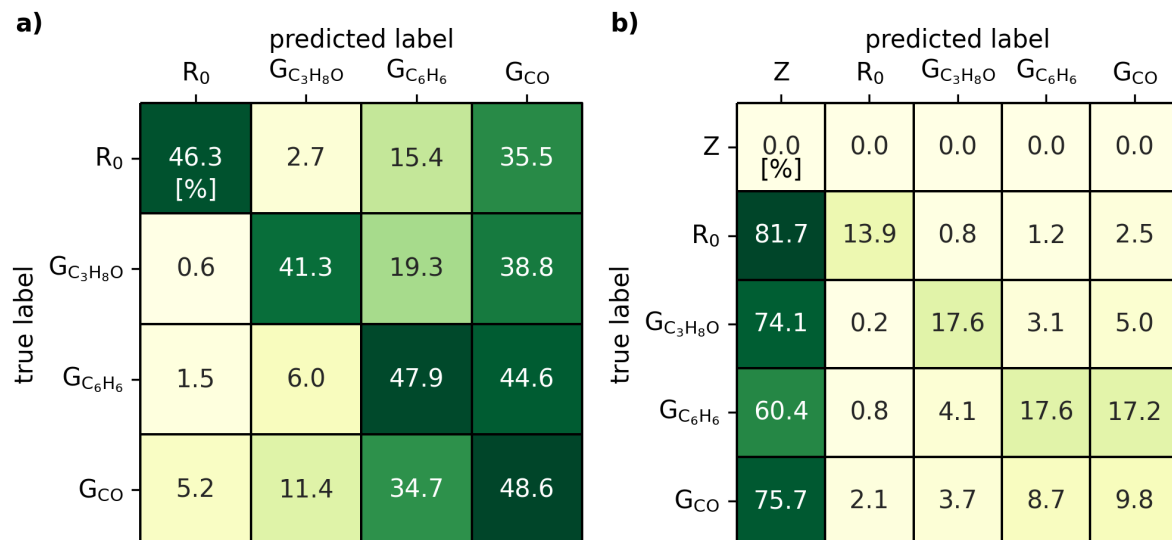 a)
predicted label
R₀ G_C₃H₈O G_C₆H₆ G_CO
true label
R₀ 46.3 2.7 15.4 35.5
[%]
G_C₃H₈O 0.6 41.3 19.3 38.8
G_C₆H₆ 1.5 6.0 47.9 44.6
G_CO 5.2 11.4 34.7 48.6
b)
predicted label
Z R₀ G_C₃H₈O G_C₆H₆ G_CO
true label
Z 0.0 0.0 0.0 0.0 0.0
[%]
R₀ 81.7 13.9 0.8 1.2 2.5
G_C₃H₈O 74.1 0.2 17.6 3.1 5.0
G_C₆H₆ 60.4 0.8 4.1 17.6 17.2
G_CO 75.7 2.1 3.7 8.7 9.8